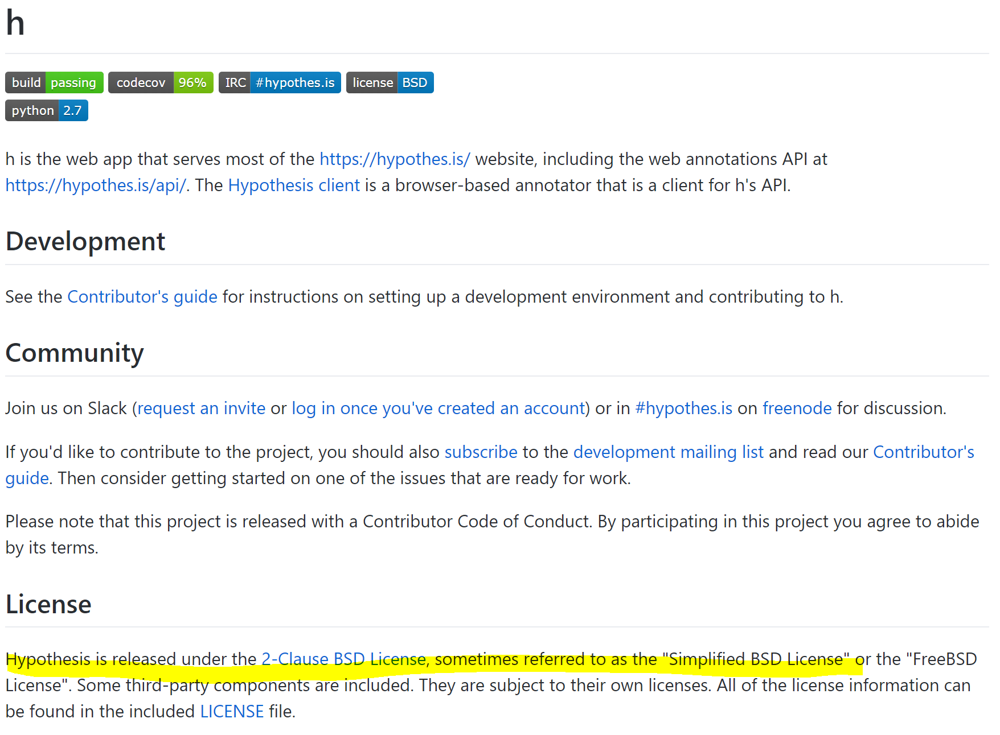 h
build passing codecov 96% IRC #hypothes.is license BSD
python 2.7
h is the web app that serves most of the https://hypothes.is/ website, including the web annotations API at
https://hypothes.is/api/. The Hypothesis client is a browser-based annotator that is a client for h's API.
Development
See the Contributor's guide for instructions on setting up a development environment and contributing to h.
Community
Join us on Slack (request an invite or log in once you've created an account) or in #hypothes.is on freenode for discussion.
If you'd like to contribute to the project, you should also subscribe to the development mailing list and read our Contributor's
guide. Then consider getting started on one of the issues that are ready for work.
Please note that this project is released with a Contributor Code of Conduct. By participating in this project you agree to abide
by its terms.
License
Hypothesis is released under the 2-Clause BSD License, sometimes referred to as the "Simplified BSD License" or the "FreeBSD
License". Some third-party components are included. They are subject to their own licenses. All of the license information can
be found in the included LICENSE file.